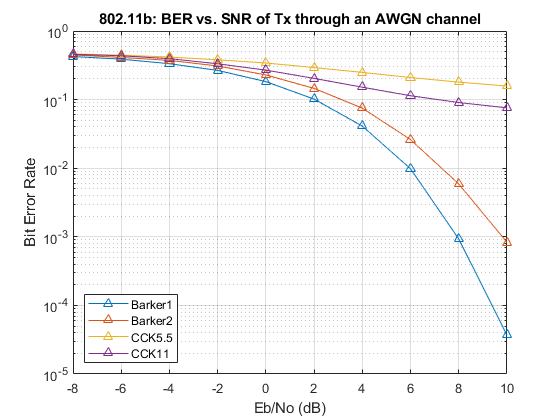 802.11b: BER vs. SNR of Tx through an AWGN channel
10^0
10^-1
10^-2
10^-3
10^-4
10^-5
Bit Error Rate
Barker1
Barker2
CCK5.5
CCK11
-8 -6 -4 -2 0 2 4 6 8 10
Eb/No (dB)